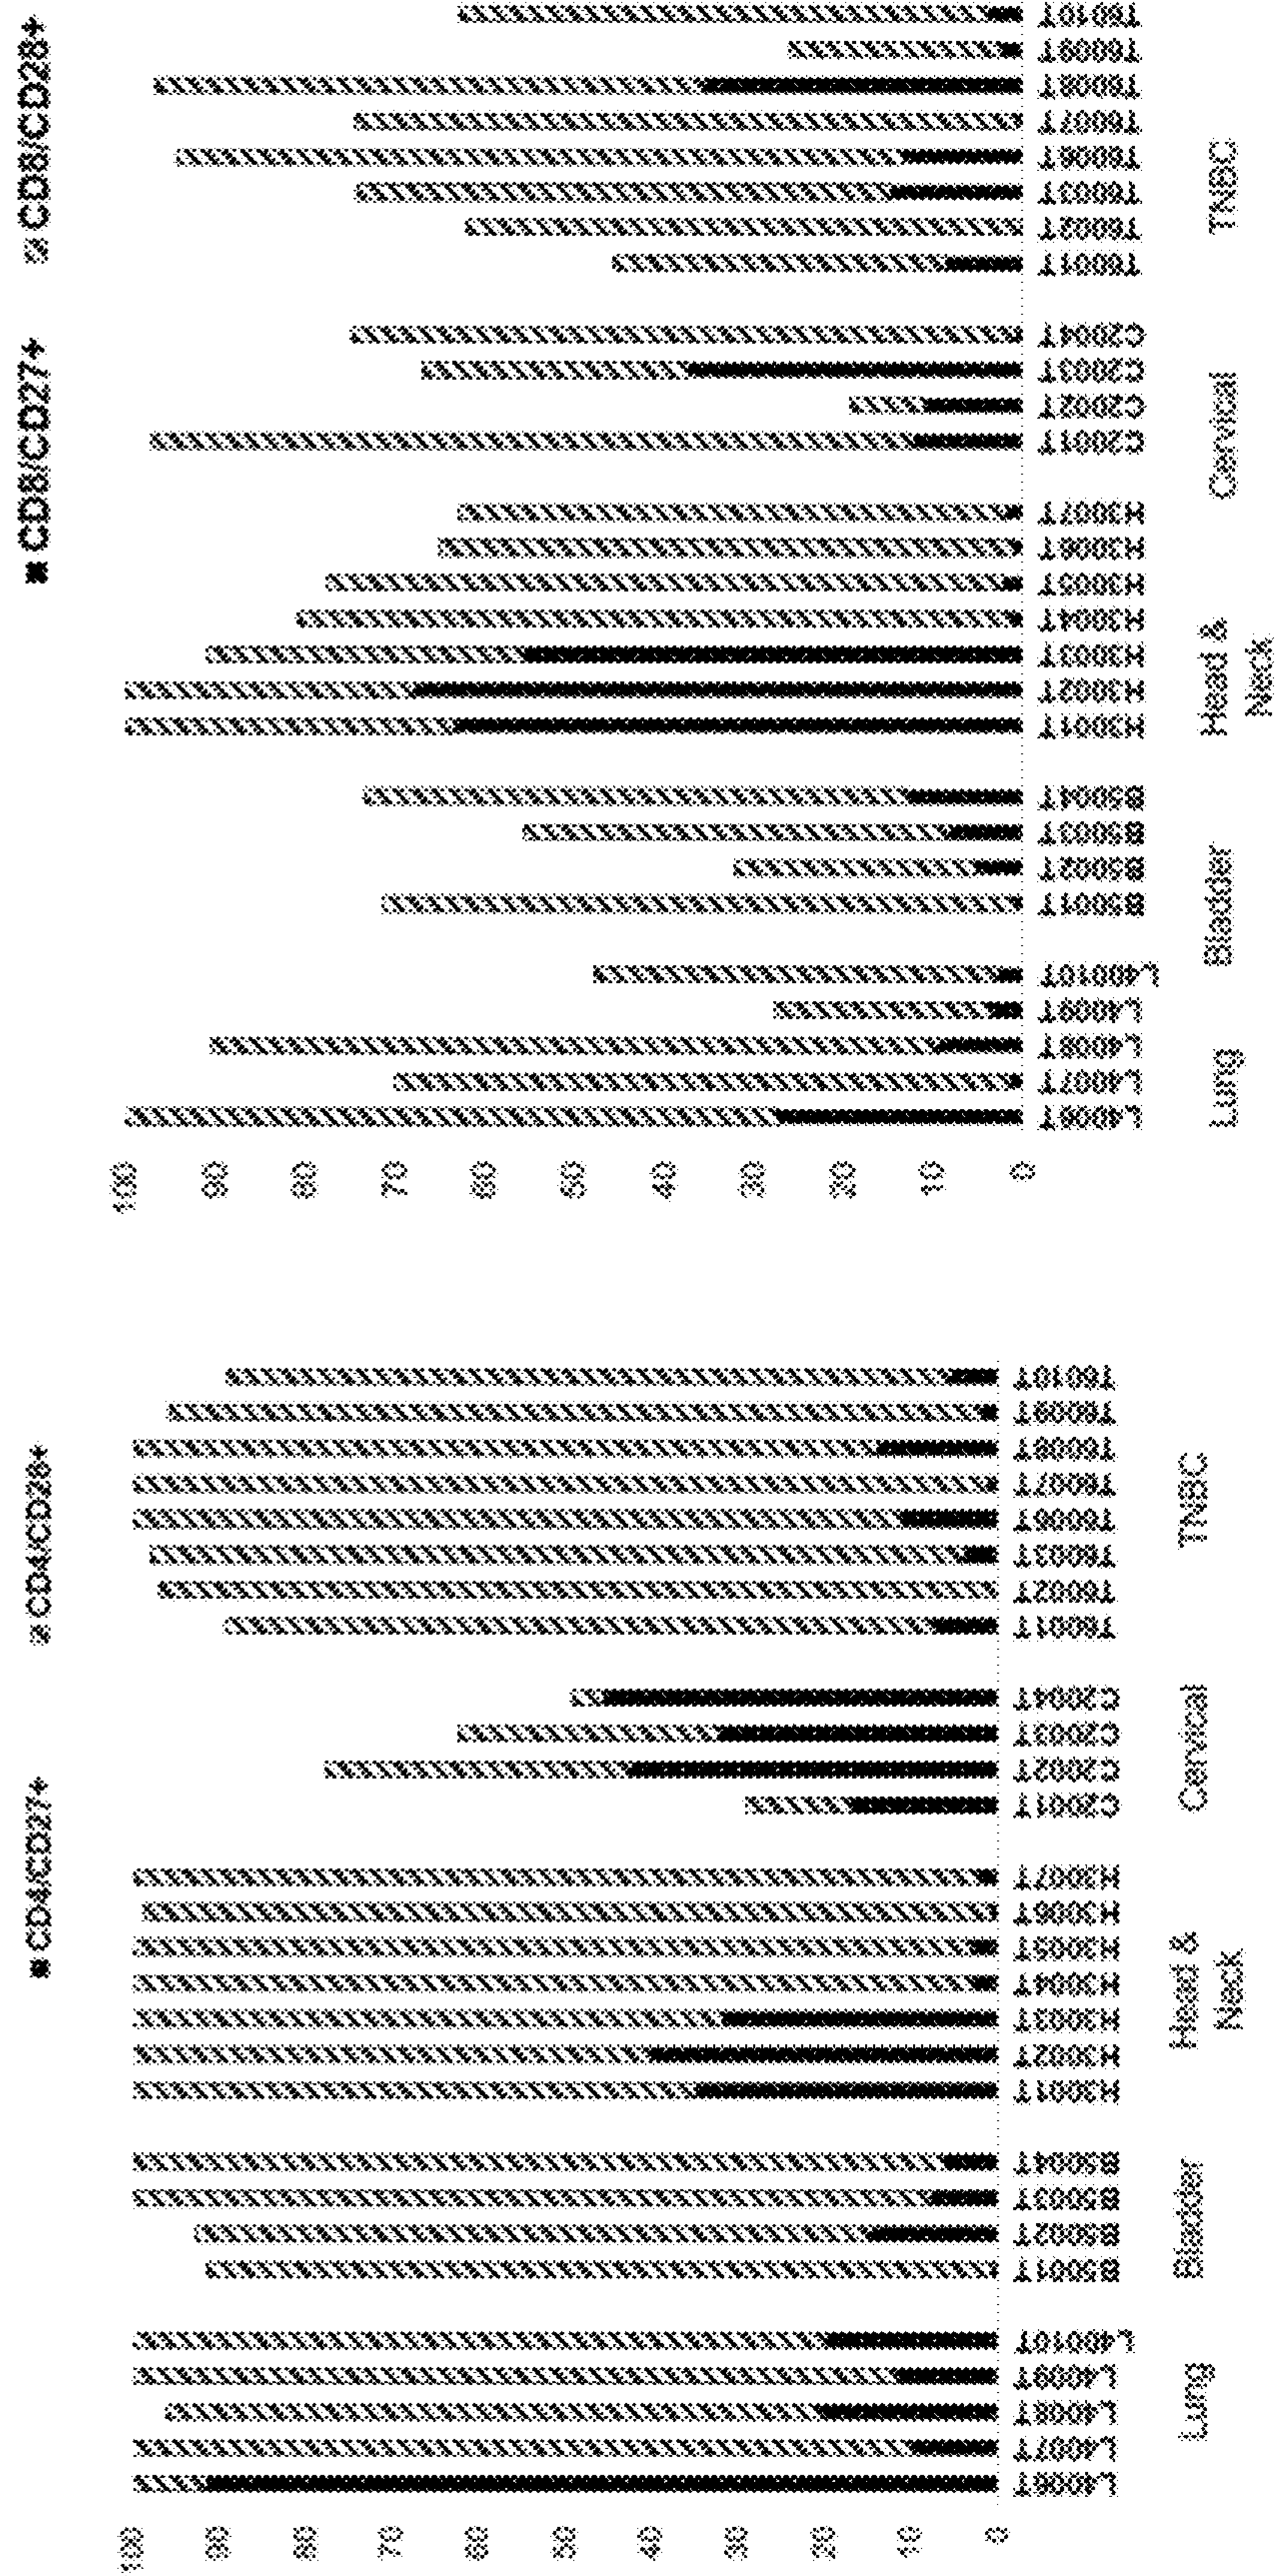 CD4/CD27+ CD4/CD28+
100
90
80
70
60
50
40
30
20
10
0
L4006T L4007T L4008T L4009T L40010T B5001T B5002T B5003T B5004T H3001T H3002T H3003T H3004T H3005T H3006T H3007T C2001T C2002T C2003T C2004T T6001T T6002T T6003T T6006T T6007T T6008T T6009T T6010T
Lung Bladder Head & Cervical TNBC
Neck
CD8/CD27+ CD8/CD28+
100
90
80
70
60
50
40
30
20
10
0
L4006T L4007T L4008T L4009T L40010T B5001T B5002T B5003T B5004T H3001T H3002T H3003T H3004T H3005T H3006T H3007T C2001T C2002T C2003T C2004T T6001T T6002T T6003T T6006T T6007T T6008T T6009T T6010T
Lung Bladder Head & Cervical TNBC
Neck